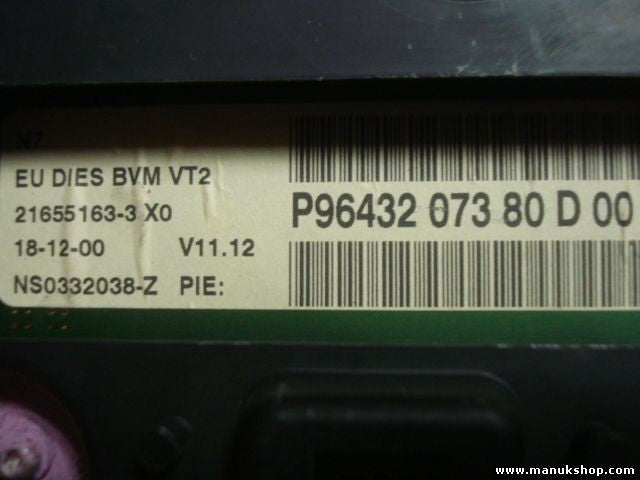 N7
EU DIES BVM VT2
21655163-3 X0
18-12-00 V11.12
NS0332038-Z PIE:
P96432 073 80 D 00
www.manukshop.com